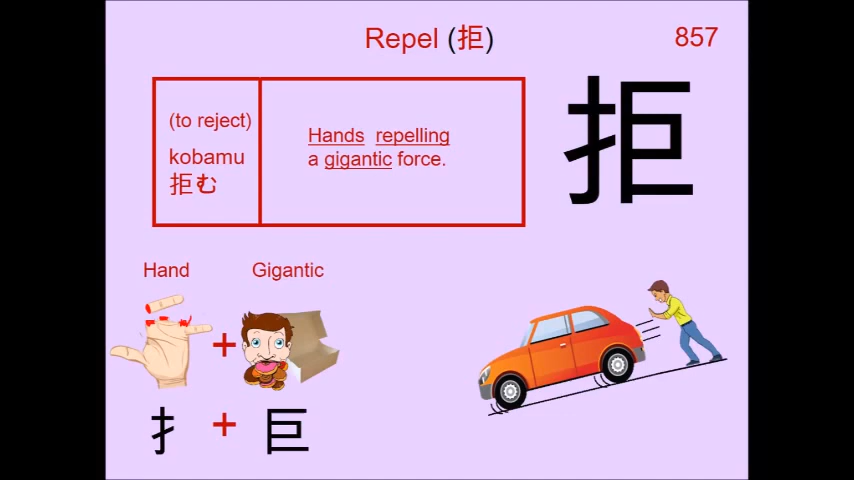 Repel (拒)
857
(to reject)
kobamu
拒む
Hands repelling
a gigantic force.
拒
Hand
Gigantic
+
扌 + 巨